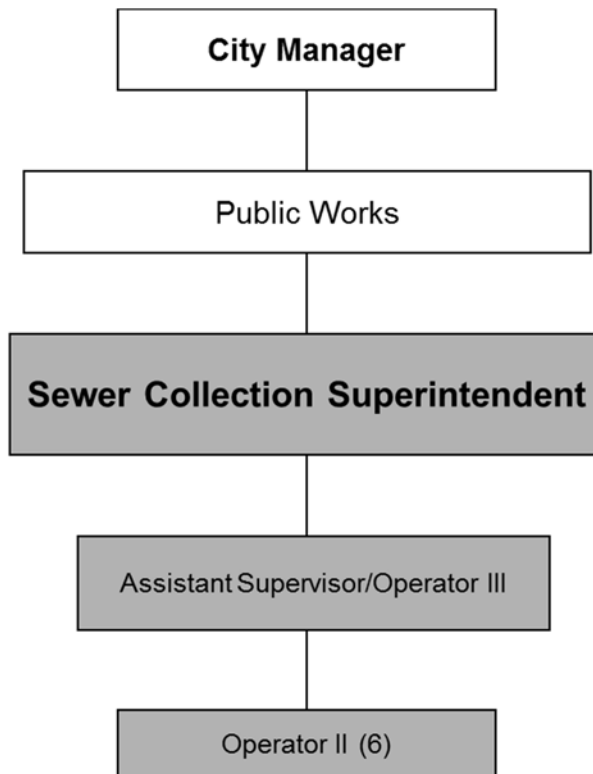 City Manager
Public Works
Sewer Collection Superintendent
Assistant Supervisor/Operator III
Operator II (6)